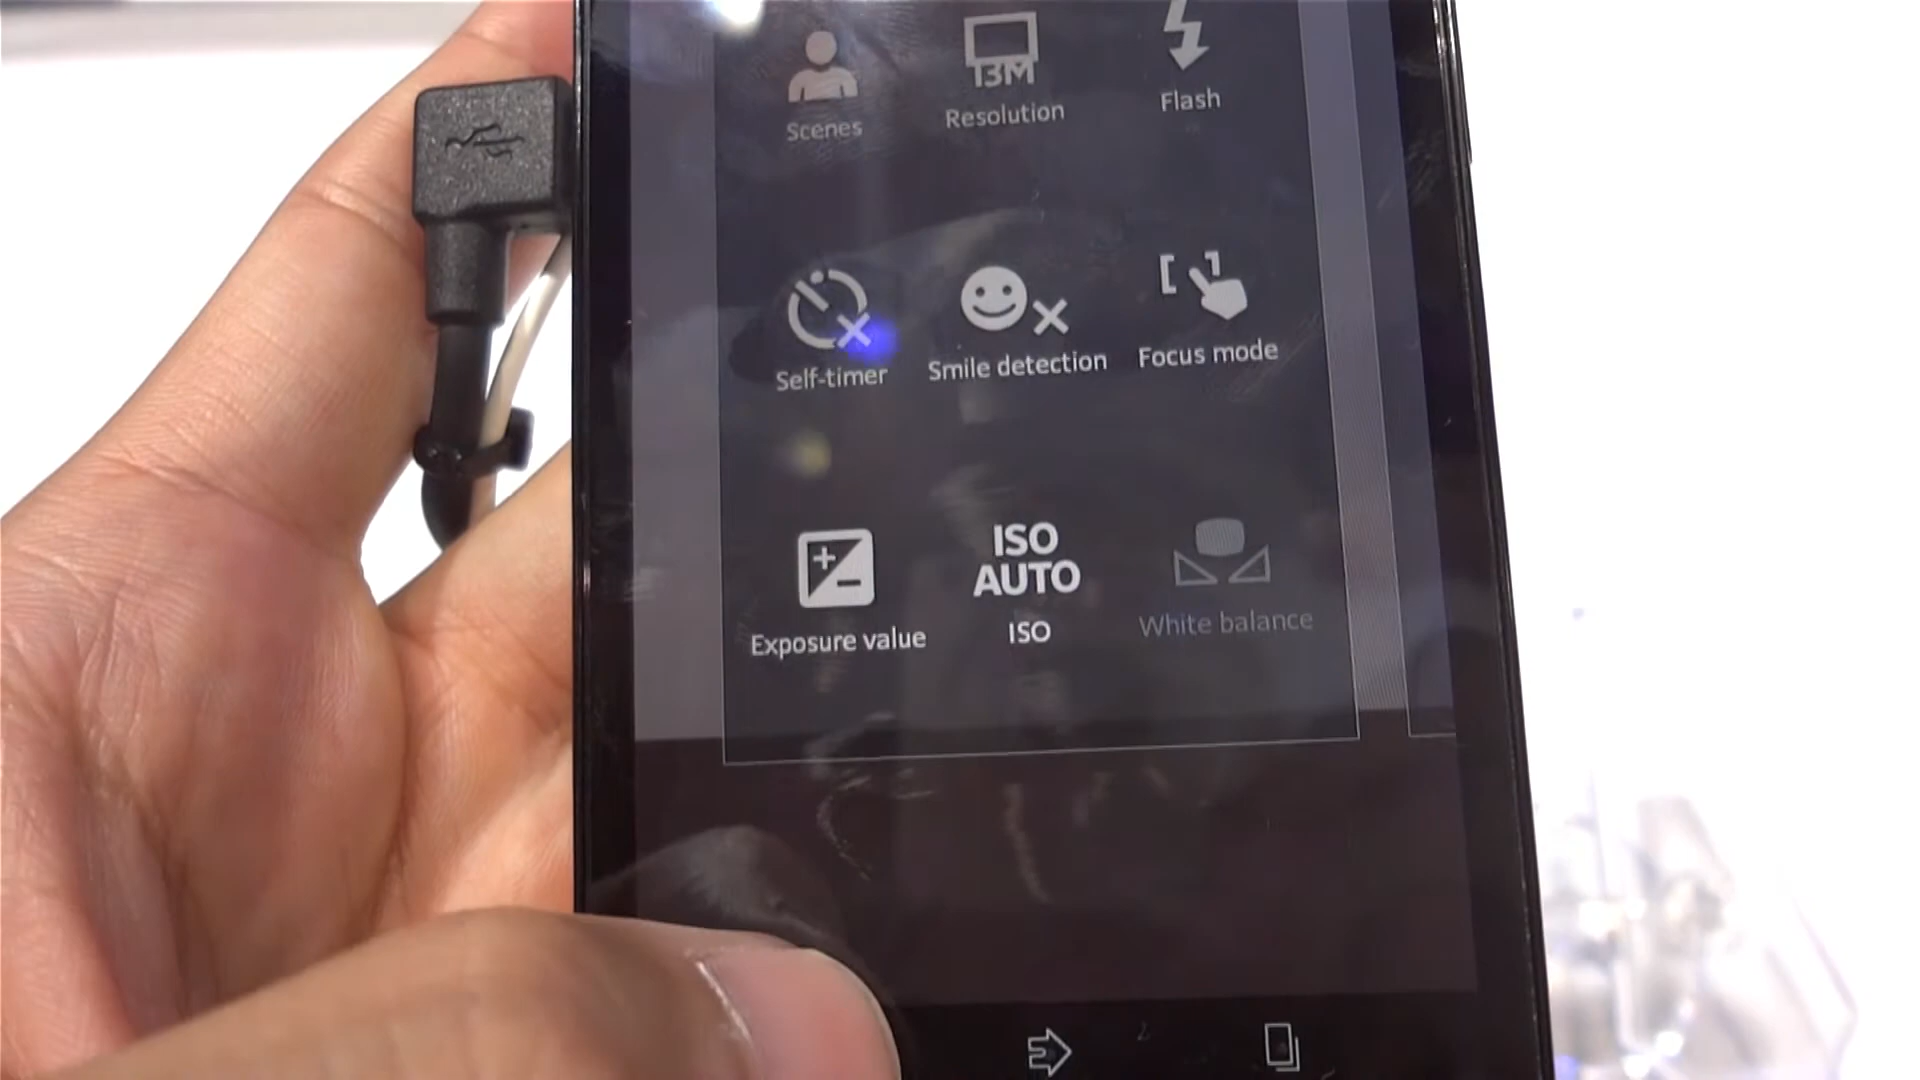 13M
Scenes
Resolution
Flash
Self-timer
Smile detection
Focus mode
ISO
AUTO
Exposure value
ISO
White balance